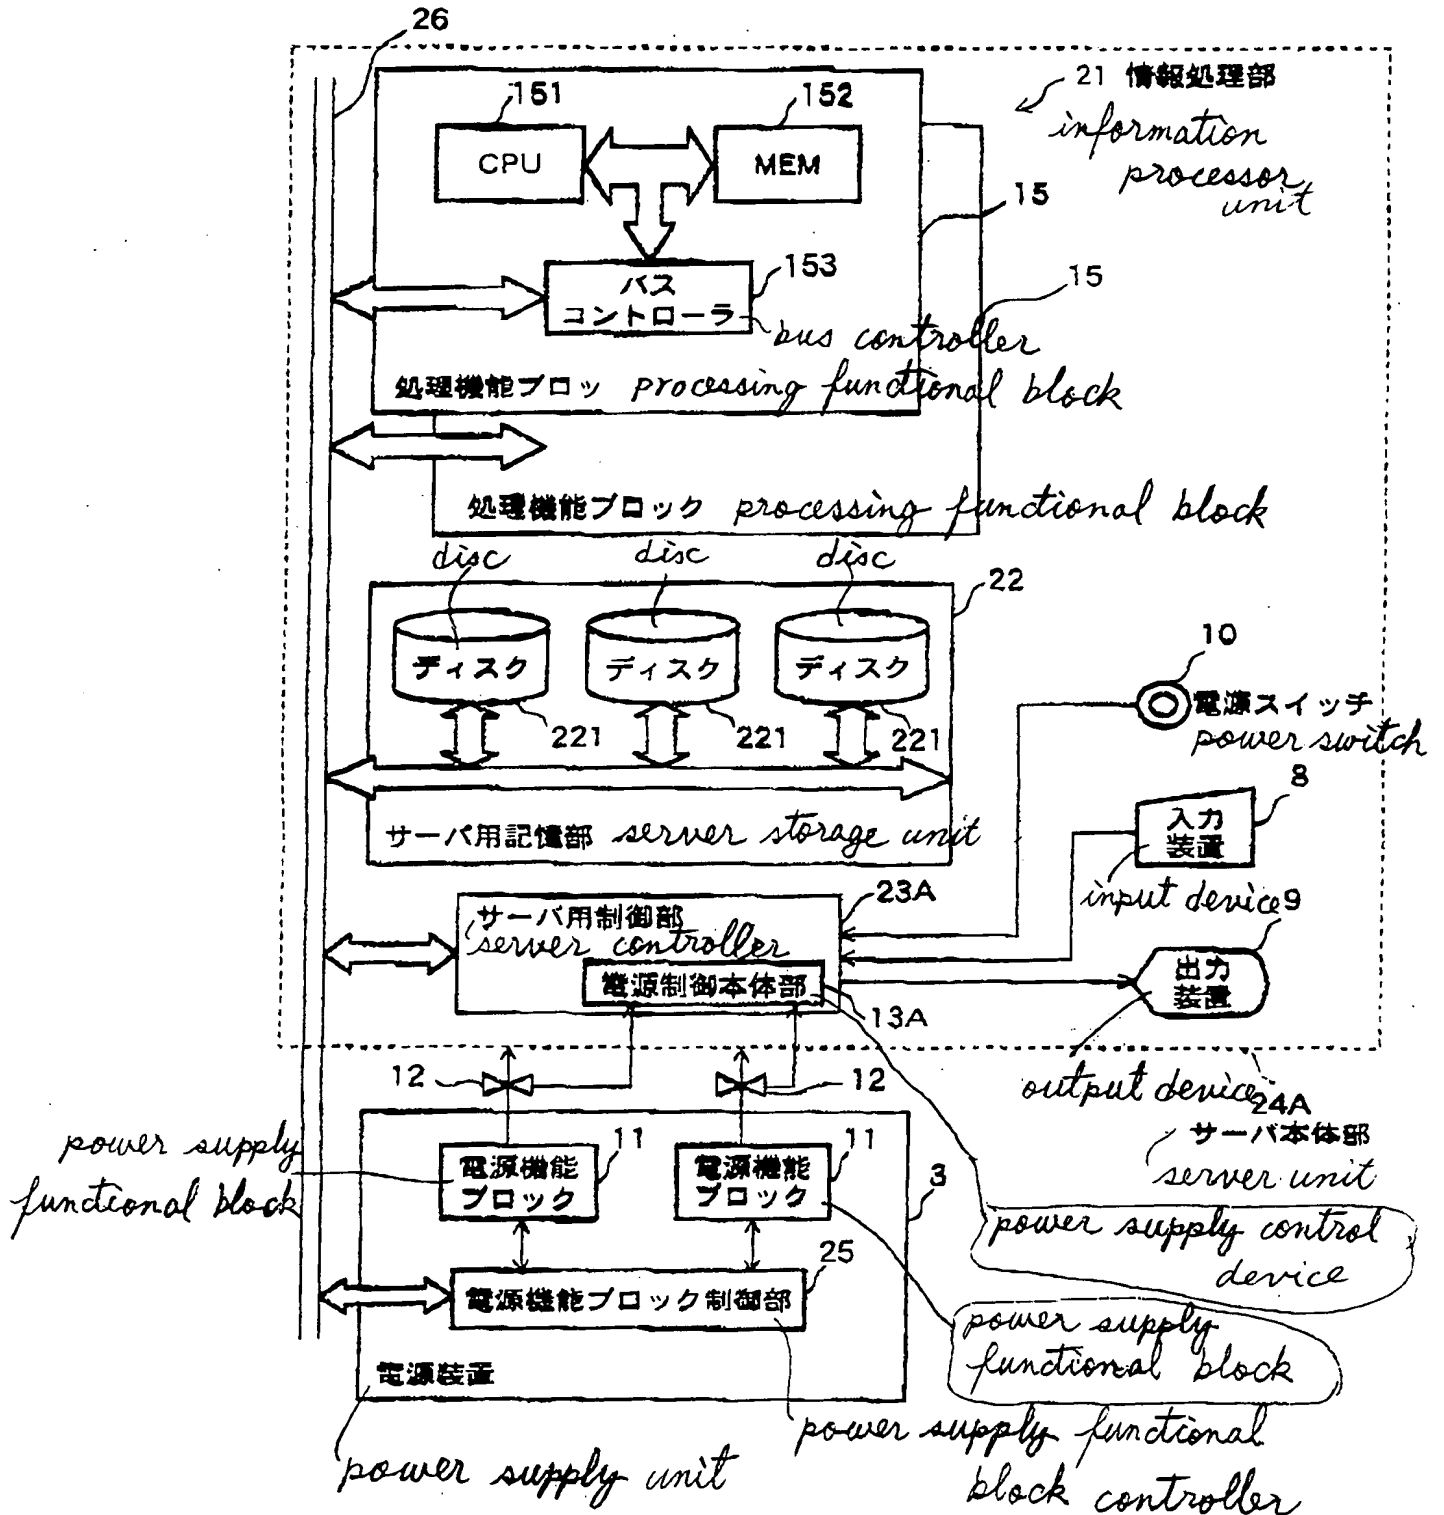 26
21 情報処理部
information
processor
unit
151
152
CPU
MEM
15
15
153
バス
コントローラ
bus controller
処理機能ブロッ processing functional block
処理機能ブロック processing functional block
disc
disc
disc
22
ディスク
ディスク
ディスク
221
221
221
10
電源スイッチ
power switch
8
入力
装置
input device
サーバ用記憶部 server storage unit
23A
サーバ用制御部
server controller
電源制御本体部
13A
9
出力
装置
output device
12
12
24A
サーバ本体部
server unit
power supply
functional block
11
電源機能
ブロック
11
電源機能
ブロック
3
power supply control
device
25
電源機能ブロック制御部
power supply
functional block
電源装置
power supply functional
block controller
power supply unit